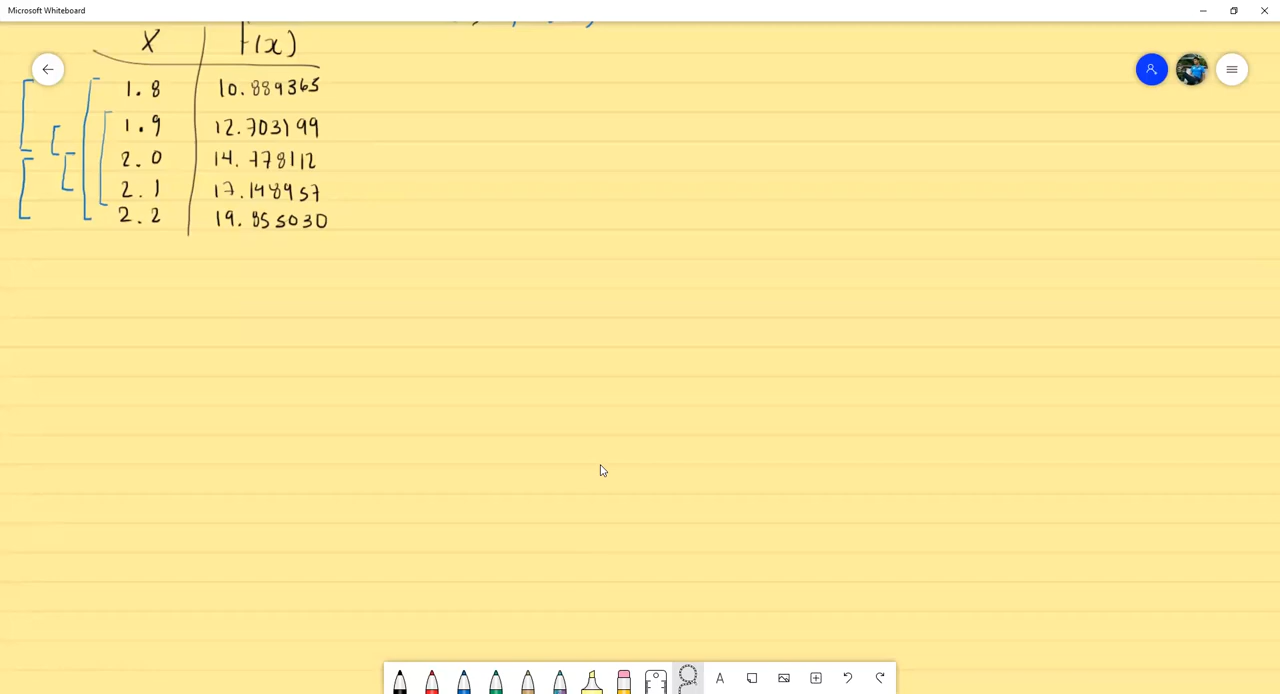 Microsoft Whiteboard
x f(x)
1.8 10.889365
1.9 12.703199
2.0 14.778112
2.1 17.148957
2.2 19.855030